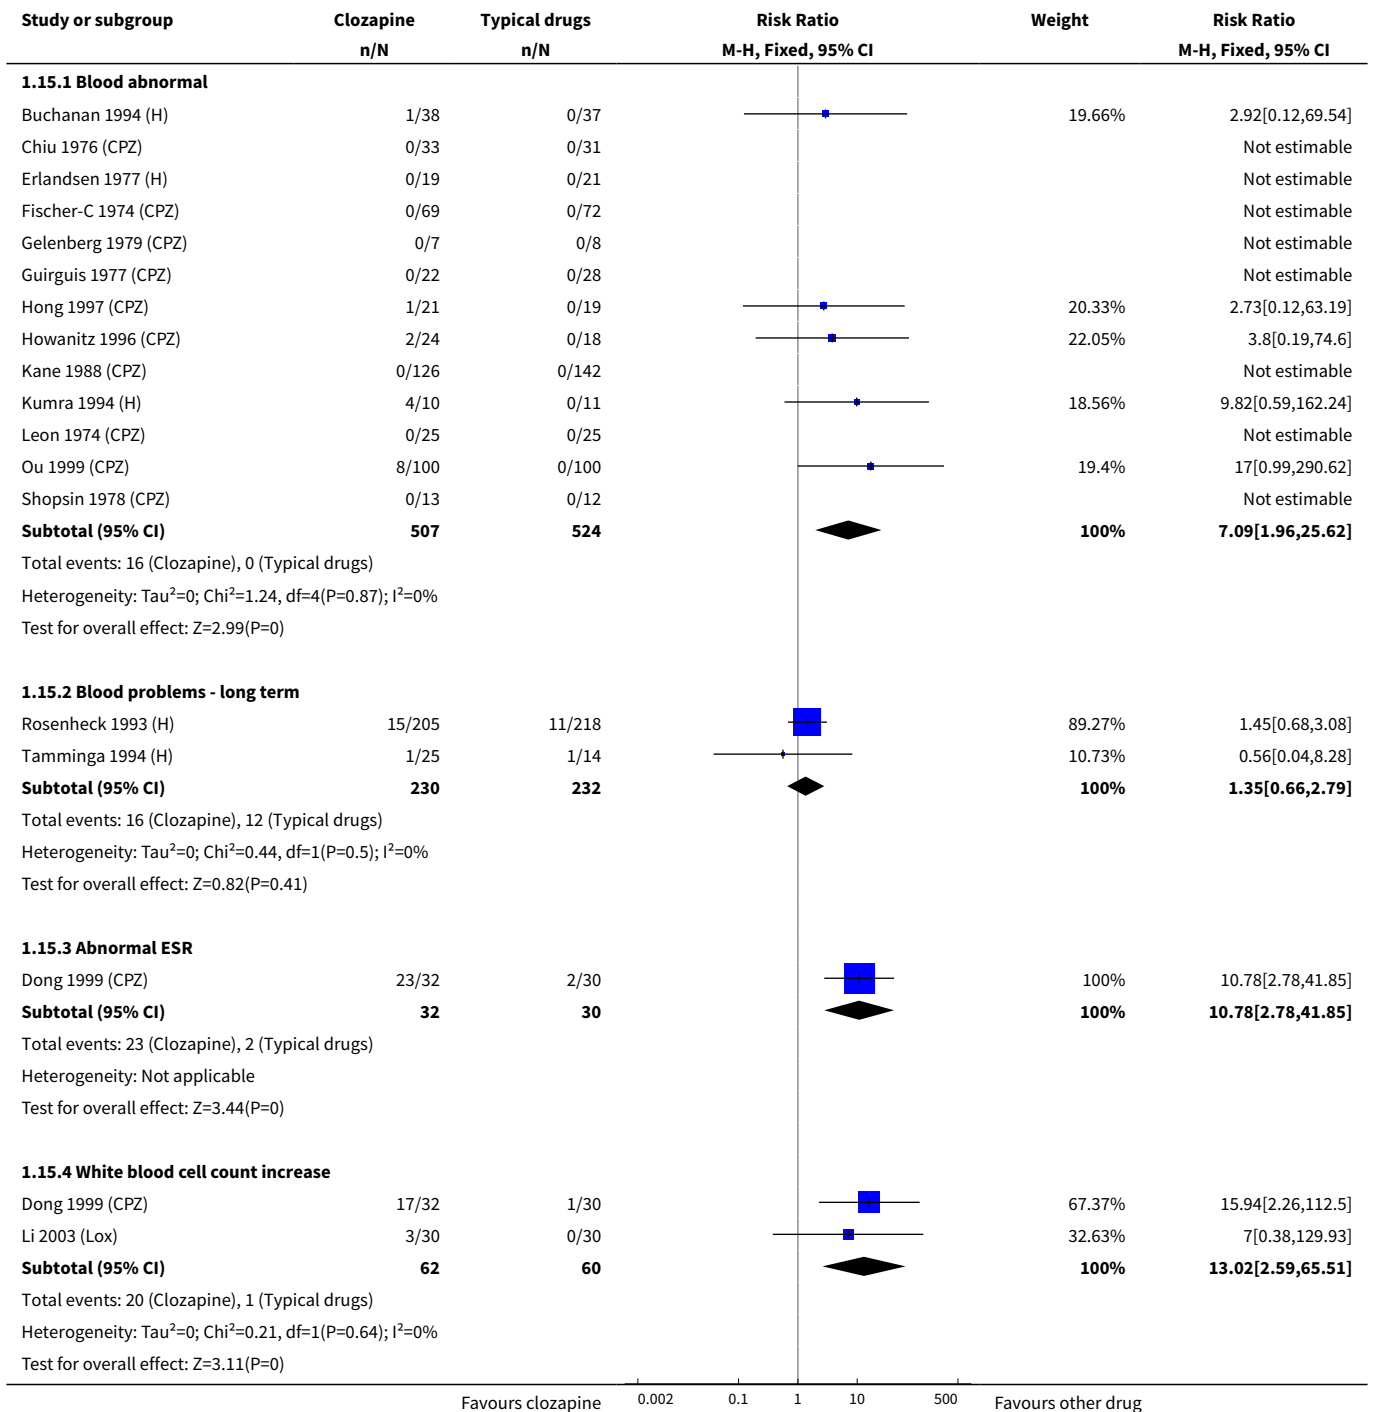 Study or subgroup Clozapine Typical drugs Risk Ratio Weight Risk Ratio
n/N n/N M-H, Fixed, 95% CI M-H, Fixed, 95% CI
1.15.1 Blood abnormal
Buchanan 1994 (H) 1/38 0/37 19.66% 2.92[0.12,69.54]
Chiu 1976 (CPZ) 0/33 0/31 Not estimable
Erlandsen 1977 (H) 0/19 0/21 Not estimable
Fischer-C 1974 (CPZ) 0/69 0/72 Not estimable
Gelenberg 1979 (CPZ) 0/7 0/8 Not estimable
Guirguis 1977 (CPZ) 0/22 0/28 Not estimable
Hong 1997 (CPZ) 1/21 0/19 20.33% 2.73[0.12,63.19]
Howanitz 1996 (CPZ) 2/24 0/18 22.05% 3.8[0.19,74.6]
Kane 1988 (CPZ) 0/126 0/142 Not estimable
Kumra 1994 (H) 4/10 0/11 18.56% 9.82[0.59,162.24]
Leon 1974 (CPZ) 0/25 0/25 Not estimable
Ou 1999 (CPZ) 8/100 0/100 19.4% 17[0.99,290.62]
Shopsin 1978 (CPZ) 0/13 0/12 Not estimable
Subtotal (95% CI) 507 524 100% 7.09[1.96,25.62]
Total events: 16 (Clozapine), 0 (Typical drugs)
Heterogeneity: Tau²=0; Chi²=1.24, df=4(P=0.87); I²=0%
Test for overall effect: Z=2.99(P=0)
1.15.2 Blood problems - long term
Rosenheck 1993 (H) 15/205 11/218 89.27% 1.45[0.68,3.08]
Tamminga 1994 (H) 1/25 1/14 10.73% 0.56[0.04,8.28]
Subtotal (95% CI) 230 232 100% 1.35[0.66,2.79]
Total events: 16 (Clozapine), 12 (Typical drugs)
Heterogeneity: Tau²=0; Chi²=0.44, df=1(P=0.5); I²=0%
Test for overall effect: Z=0.82(P=0.41)
1.15.3 Abnormal ESR
Dong 1999 (CPZ) 23/32 2/30 100% 10.78[2.78,41.85]
Subtotal (95% CI) 32 30 100% 10.78[2.78,41.85]
Total events: 23 (Clozapine), 2 (Typical drugs)
Heterogeneity: Not applicable
Test for overall effect: Z=3.44(P=0)
1.15.4 White blood cell count increase
Dong 1999 (CPZ) 17/32 1/30 67.37% 15.94[2.26,112.5]
Li 2003 (Lox) 3/30 0/30 32.63% 7[0.38,129.93]
Subtotal (95% CI) 62 60 100% 13.02[2.59,65.51]
Total events: 20 (Clozapine), 1 (Typical drugs)
Heterogeneity: Tau²=0; Chi²=0.21, df=1(P=0.64); I²=0%
Test for overall effect: Z=3.11(P=0)
Favours clozapine 0.002 0.1 1 10 500 Favours other drug